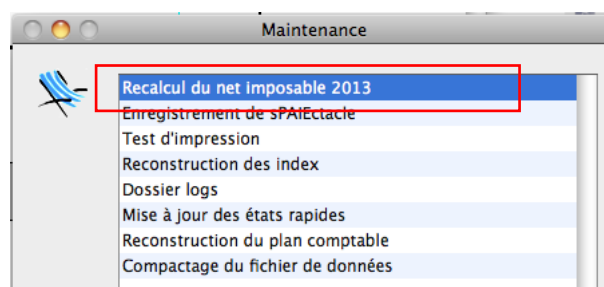 Maintenance
Recalcul du net imposable 2013
Enregistrement de sPAIEctacle
Test d'impression
Reconstruction des index
Dossier logs
Mise à jour des états rapides
Reconstruction du plan comptable
Compactage du fichier de données